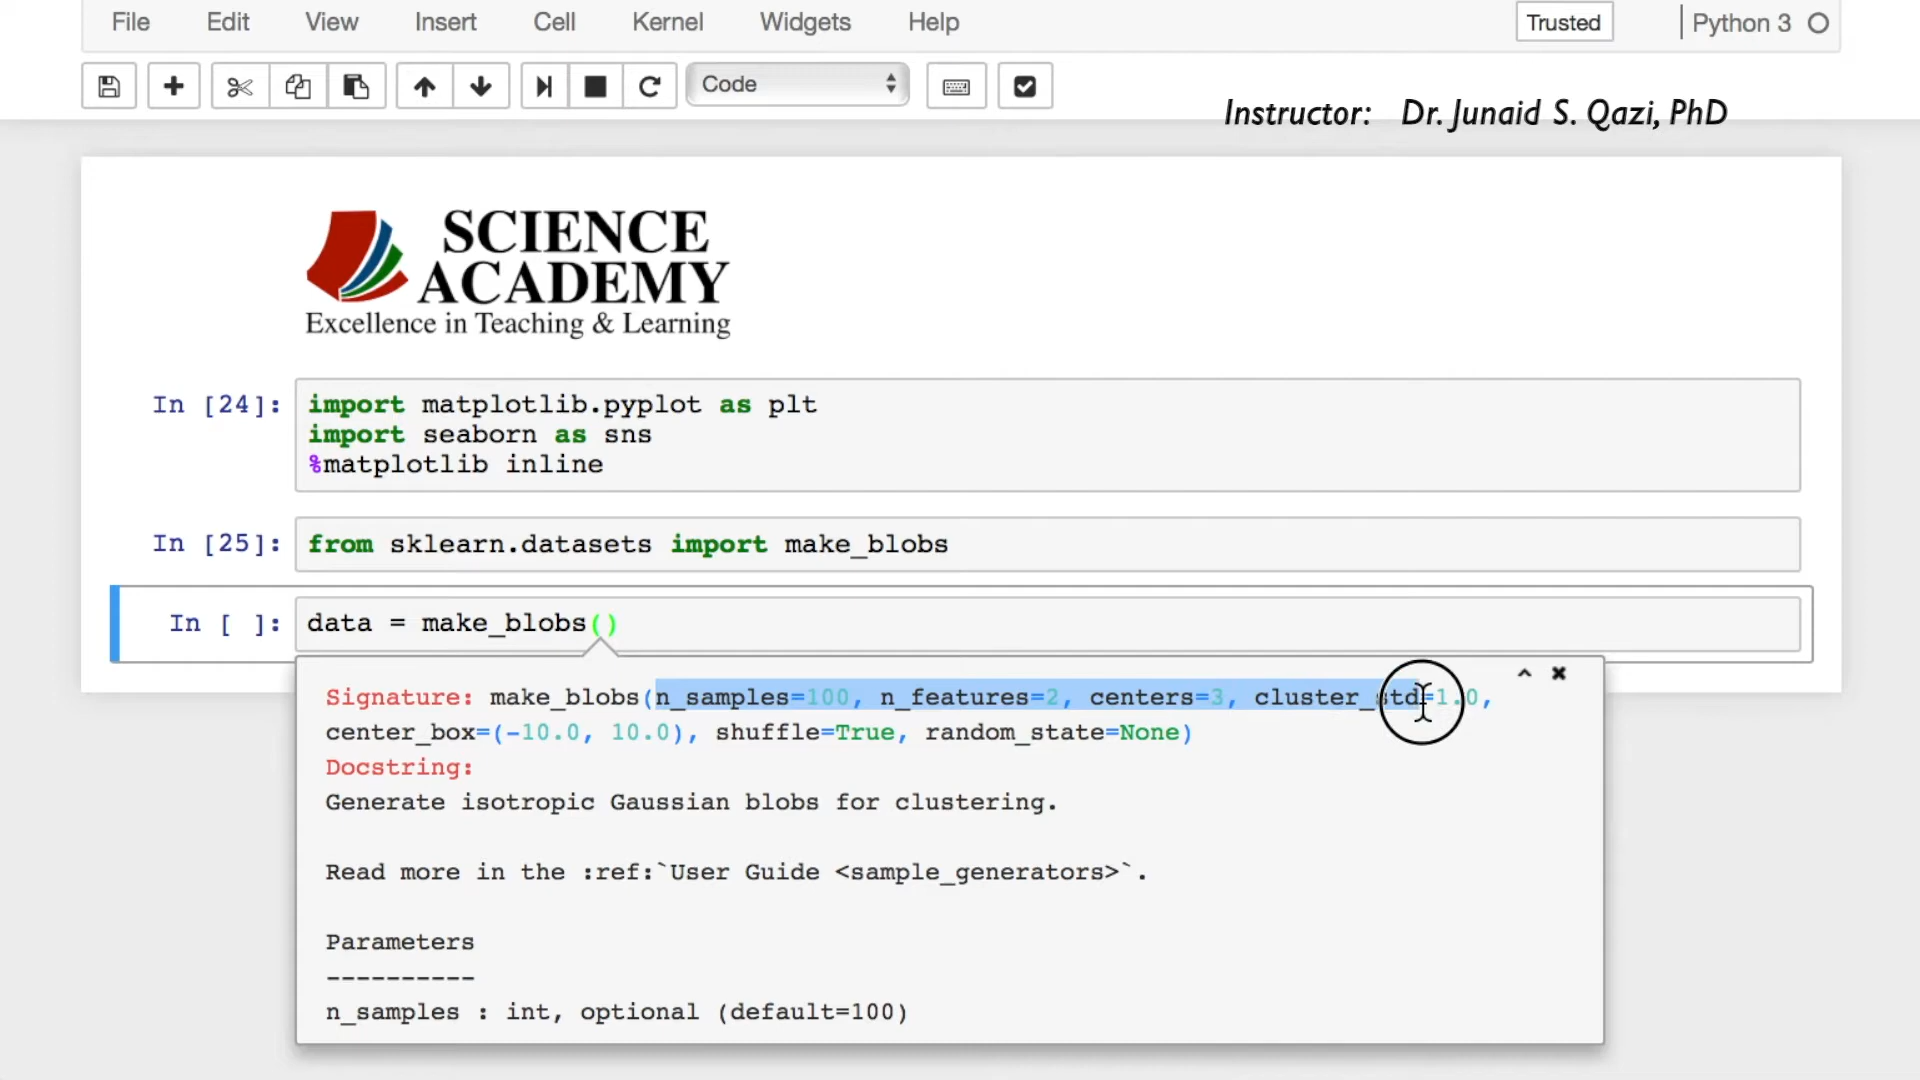 File Edit View Insert Cell Kernel Widgets Help Trusted Python 3
Code
Instructor: Dr. Junaid S. Qazi, PhD
SCIENCE
ACADEMY
Excellence in Teaching & Learning
In [24]: import matplotlib.pyplot as plt
import seaborn as sns
%matplotlib inline
In [25]: from sklearn.datasets import make_blobs
In [ ]: data = make_blobs()
Signature: make_blobs(n_samples=100, n_features=2, centers=3, cluster_std=1.0,
center_box=(-10.0, 10.0), shuffle=True, random_state=None)
Docstring:
Generate isotropic Gaussian blobs for clustering.
Read more in the :ref:`User Guide <sample_generators>`.
Parameters
----------
n_samples : int, optional (default=100)